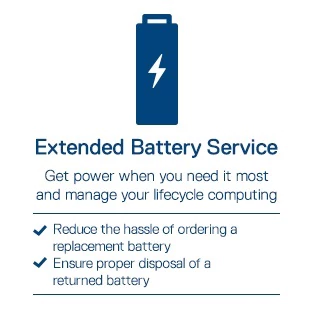 Extended Battery Service
Get power when you need it most
and manage your lifecycle computing
Reduce the hassle of ordering a
replacement battery
Ensure proper disposal of a
returned battery